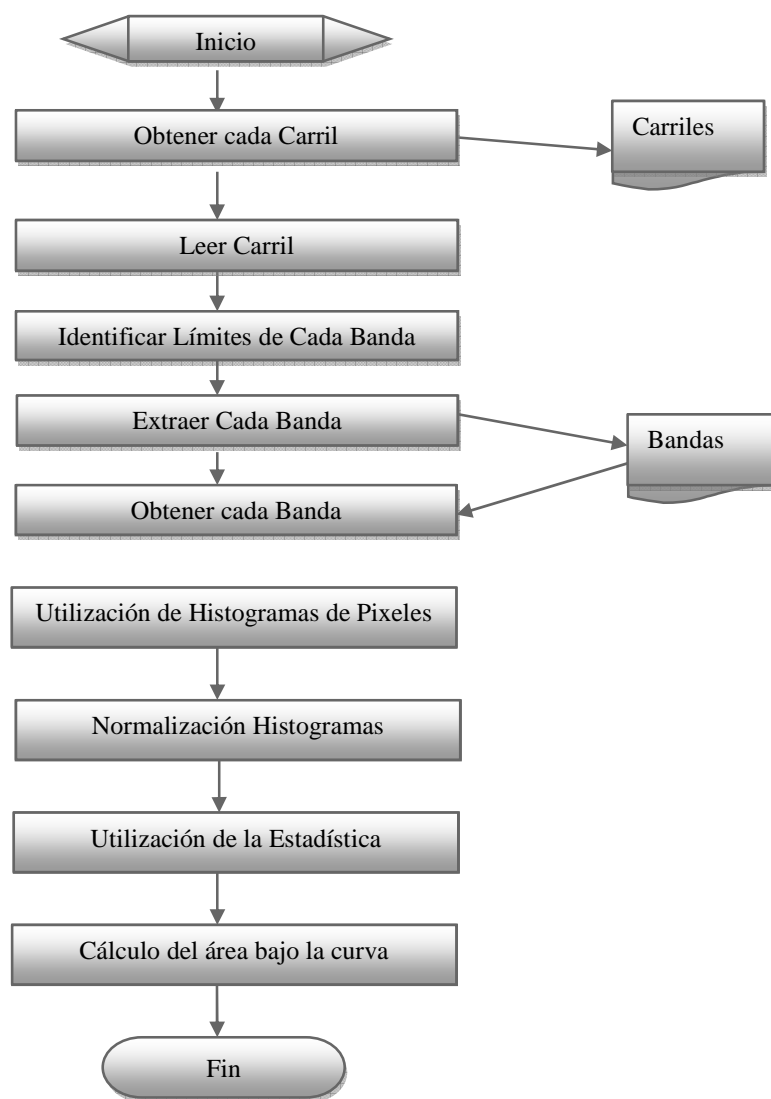 Inicio
Obtener cada Carril
Carriles
Leer Carril
Identificar Límites de Cada Banda
Extraer Cada Banda
Bandas
Obtener cada Banda
Utilización de Histogramas de Pixeles
Normalización Histogramas
Utilización de la Estadística
Cálculo del área bajo la curva
Fin